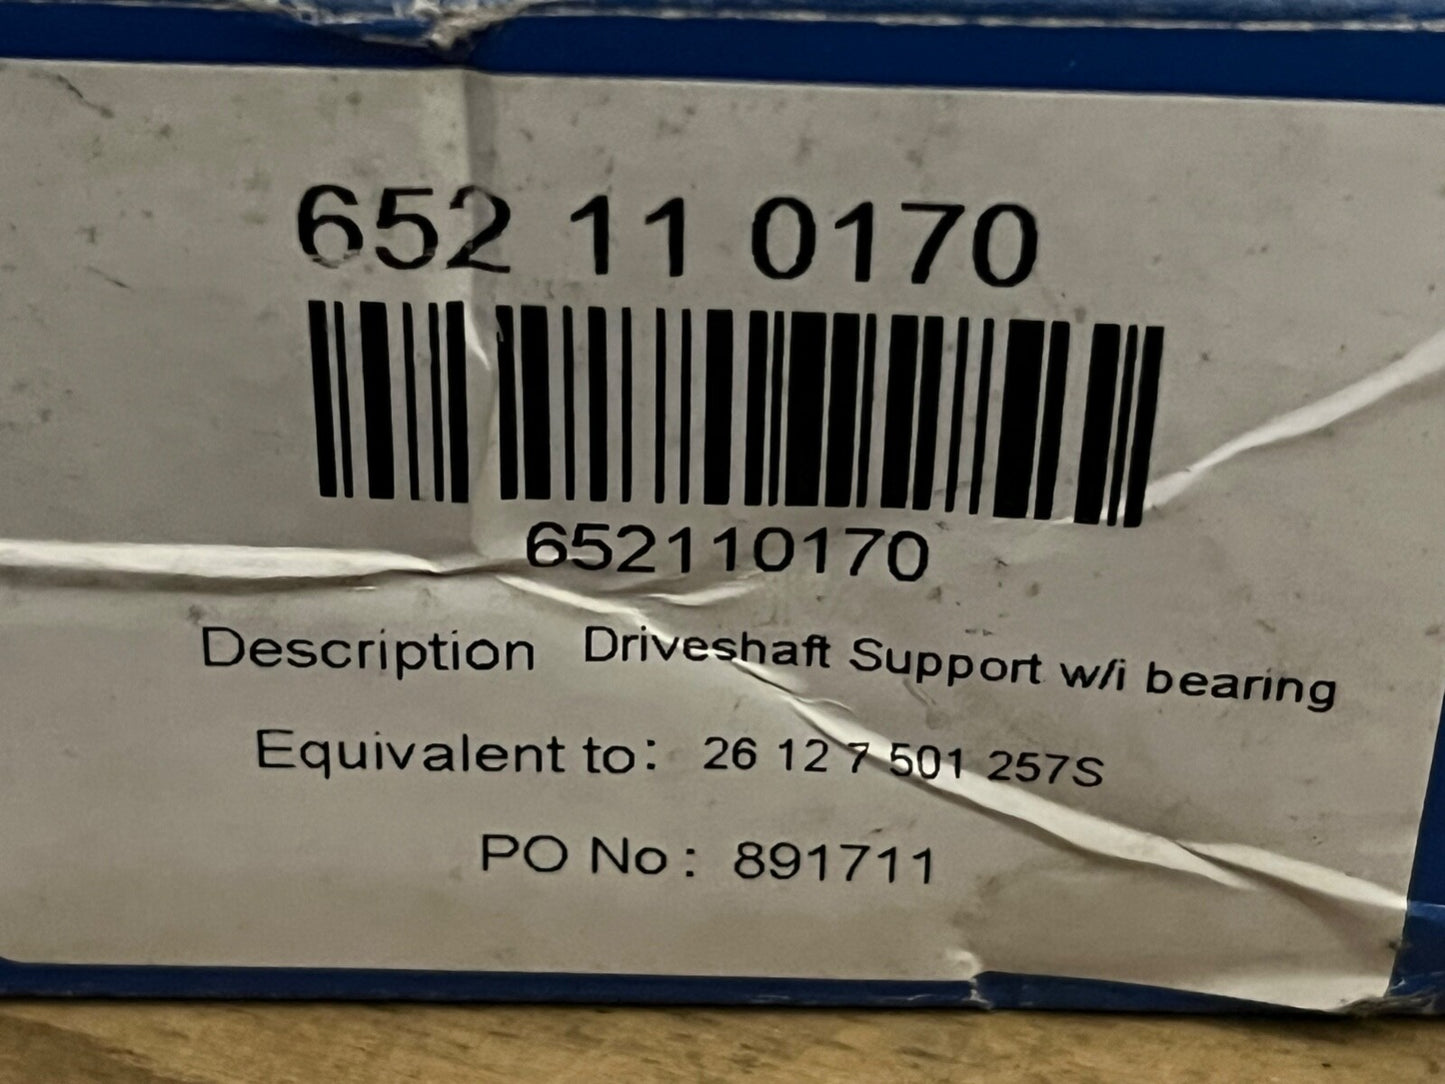 652 11 0170
652110170
Description Driveshaft Support w/i bearing
Equivalent to: 26 12 7 501 257S
PO No: 891711